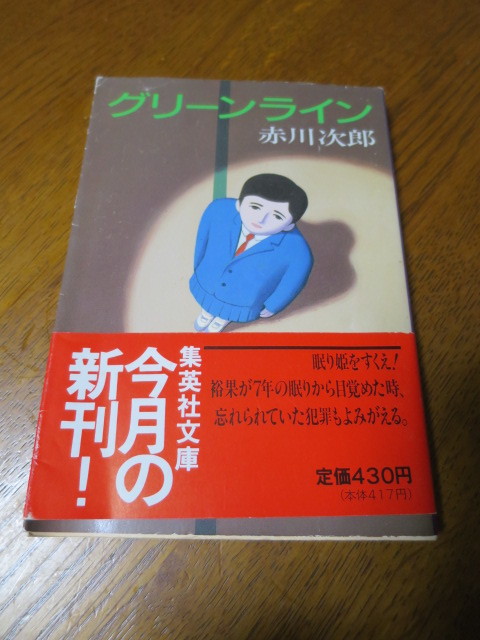 グリーンライン
赤川次郎
眠り姫をすくえ!
裕果が7年の眠りから目覚めた時、
忘れられていた犯罪もよみがえる。
集英社文庫
今月の
新刊!
定価430円
(本体417円)